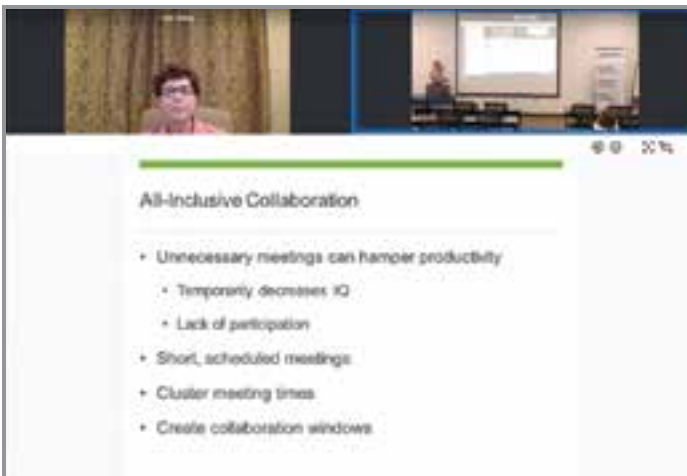 All-Inclusive Collaboration
• Unnecessary meetings can hamper productivity
• Temporarily decreases IQ
• Lack of participation
• Short, scheduled meetings
• Cluster meeting times
• Create collaboration windows